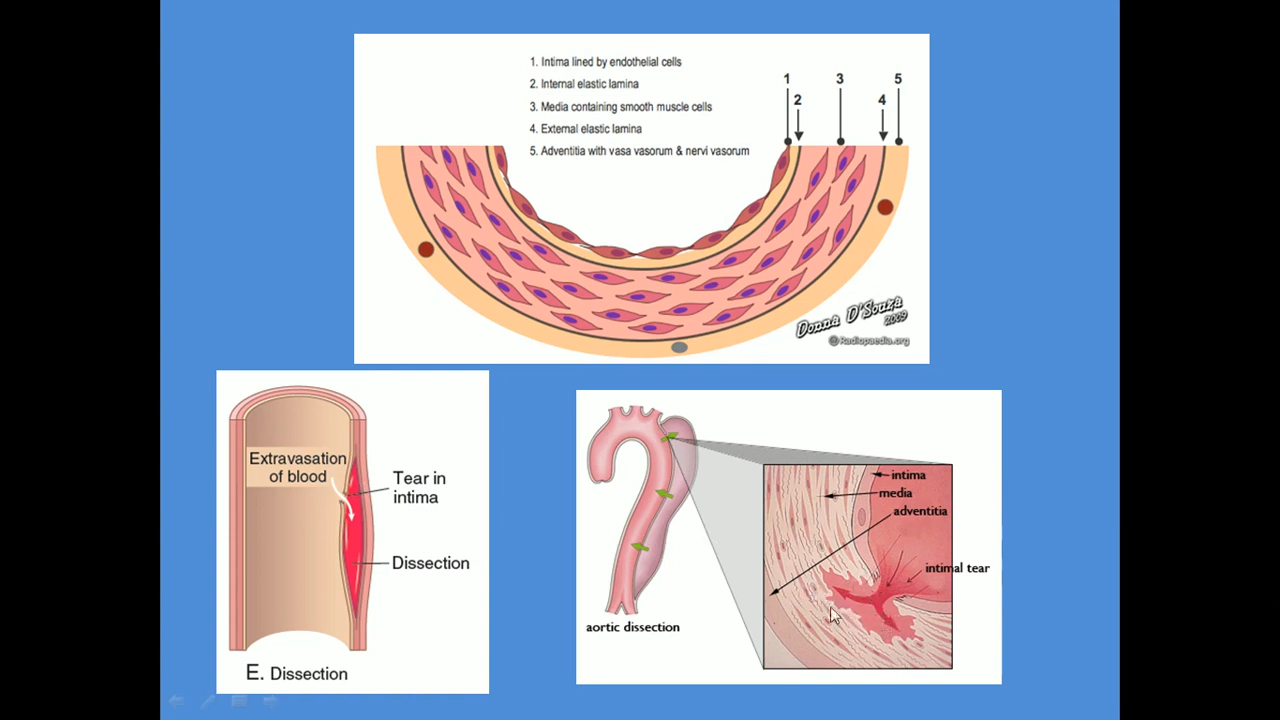 1. Intima lined by endothelial cells
2. Internal elastic lamina
3. Media containing smooth muscle cells
4. External elastic lamina
5. Adventitia with vasa vasorum & nervi vasorum
1
2
3
4
5
Donna D'Souza
2009
Radiopaedia.org
Extravasation
of blood
Tear in
intima
Dissection
E. Dissection
aortic dissection
intima
media
adventitia
intimal tear